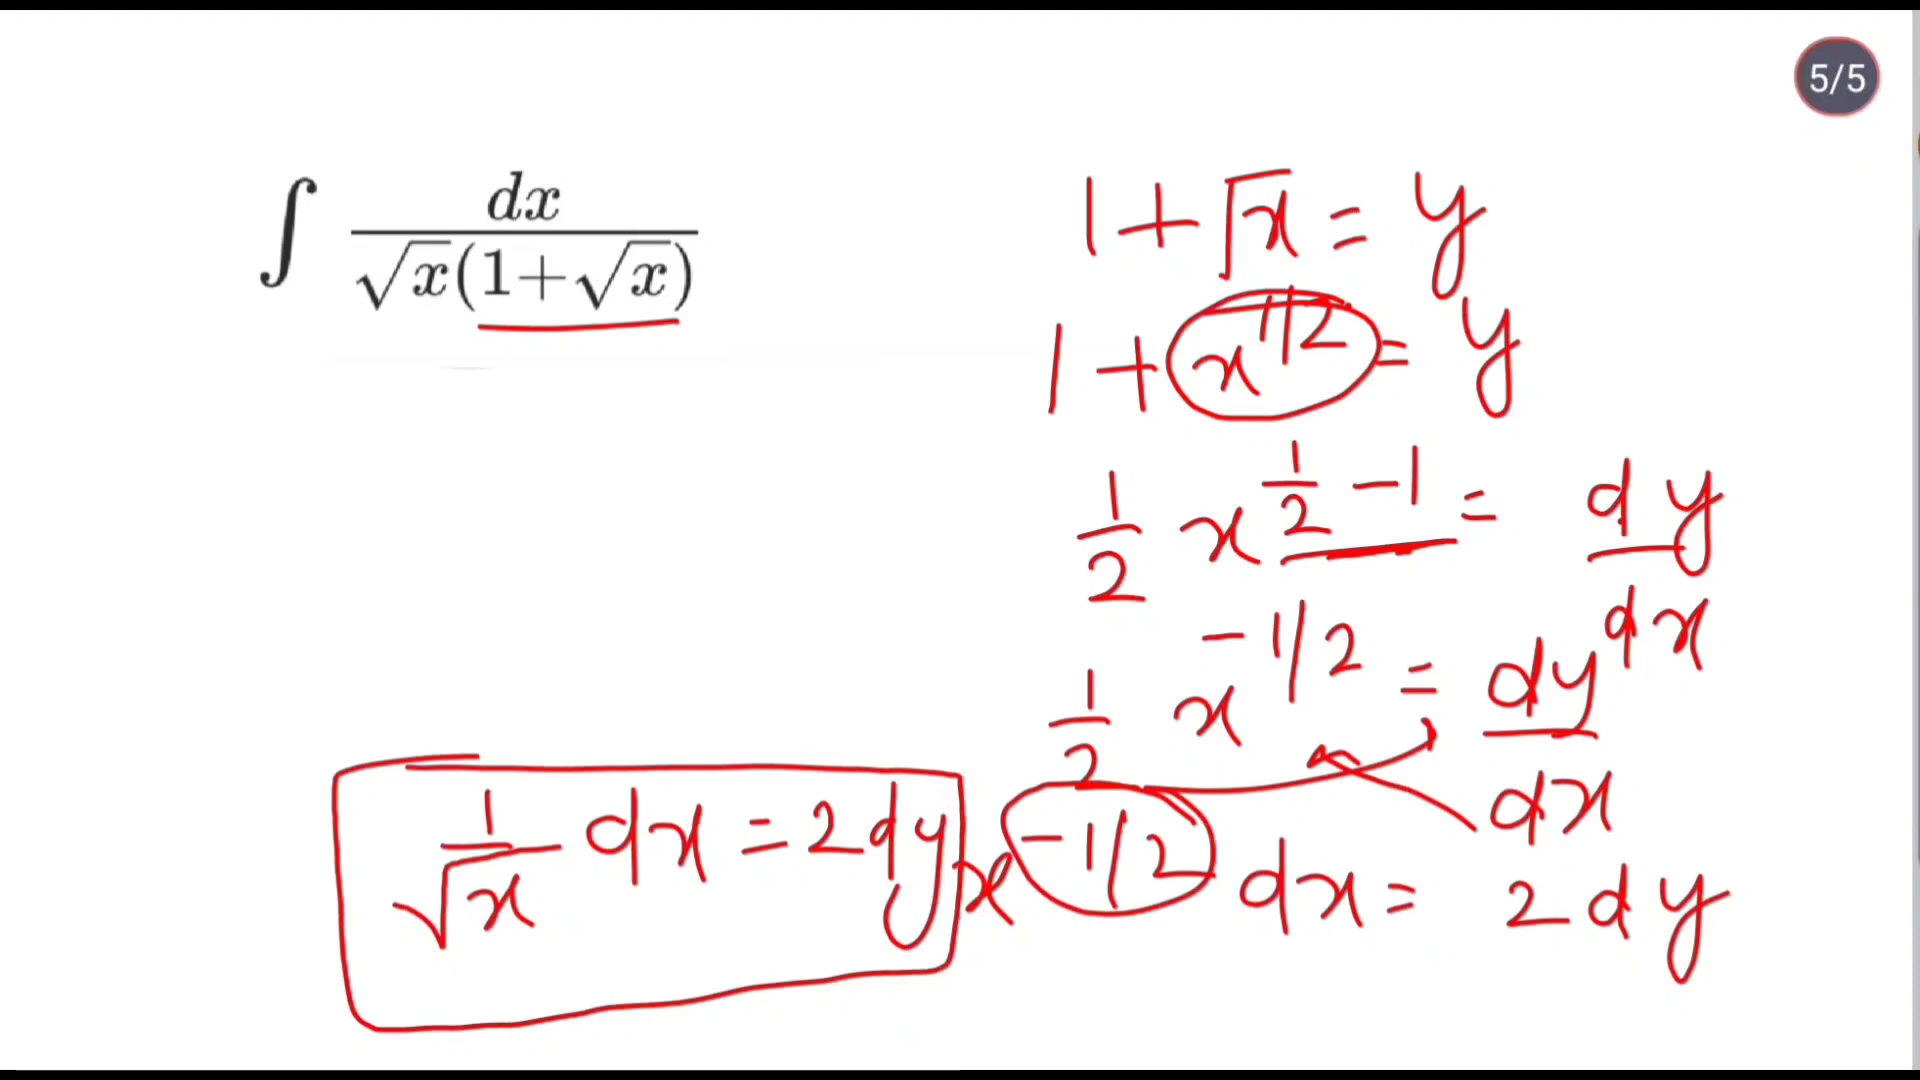 5/5
∫ dx / √x(1+√x)
1 + √x = y
1 + x^1/2 = y
1/2 x^(1/2 - 1) = dy/dx
1/2 x^-1/2 = dy/dx
x^-1/2 dx = 2dy
1/√x dx = 2dy